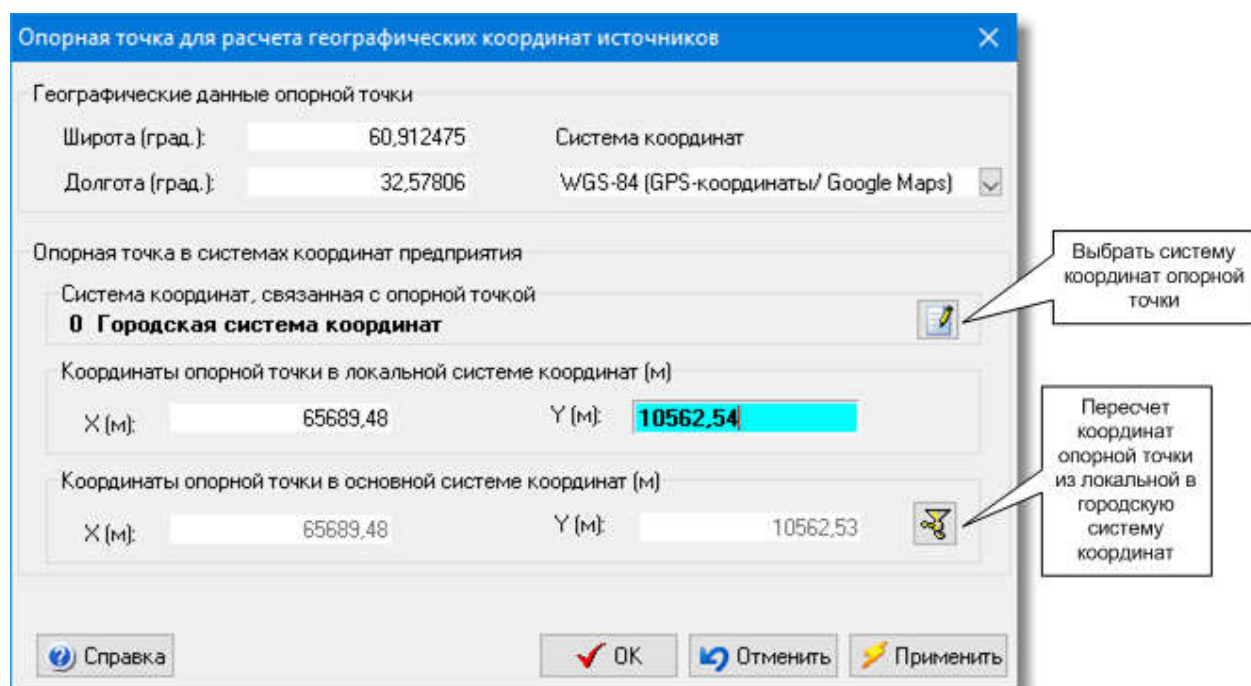 Опорная точка для расчета географических координат источников
Географические данные опорной точки
Широта (град.): 60,912475 Система координат
Долгота (град.): 32,57806 WGS-84 (GPS-координаты/ Google Maps)
Опорная точка в системах координат предприятия
Система координат, связанная с опорной точкой
0 Городская система координат
Выбрать систему
координат опорной
точки
Координаты опорной точки в локальной системе координат (м)
X (м): 65689,48 Y (м): 10562,54
Координаты опорной точки в основной системе координат (м)
X (м): 65689,48 Y (м): 10562,53
Пересчет
координат
опорной точки
из локальной в
городскую
систему
координат
Справка OK Отменить Применить